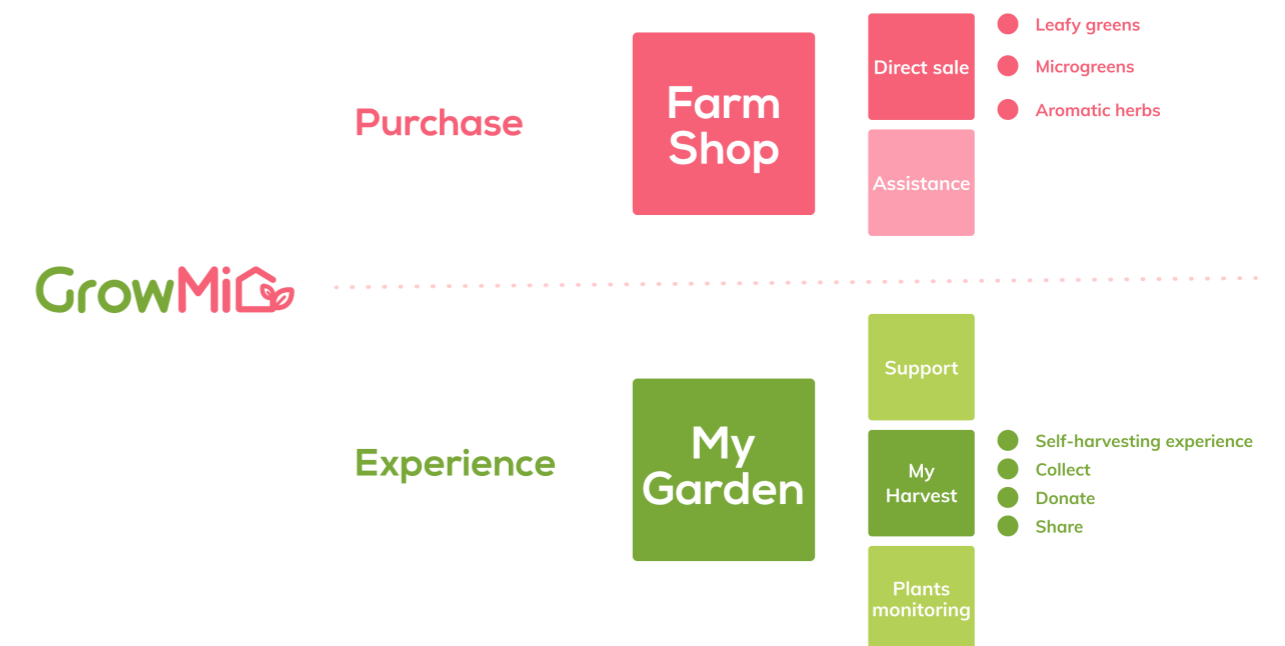 Purchase
Farm
Shop
Direct sale
Leafy greens
Microgreens
Aromatic herbs
Assistance
GrowMi
Experience
My
Garden
Support
My
Harvest
Self-harvesting experience
Collect
Donate
Share
Plants
monitoring